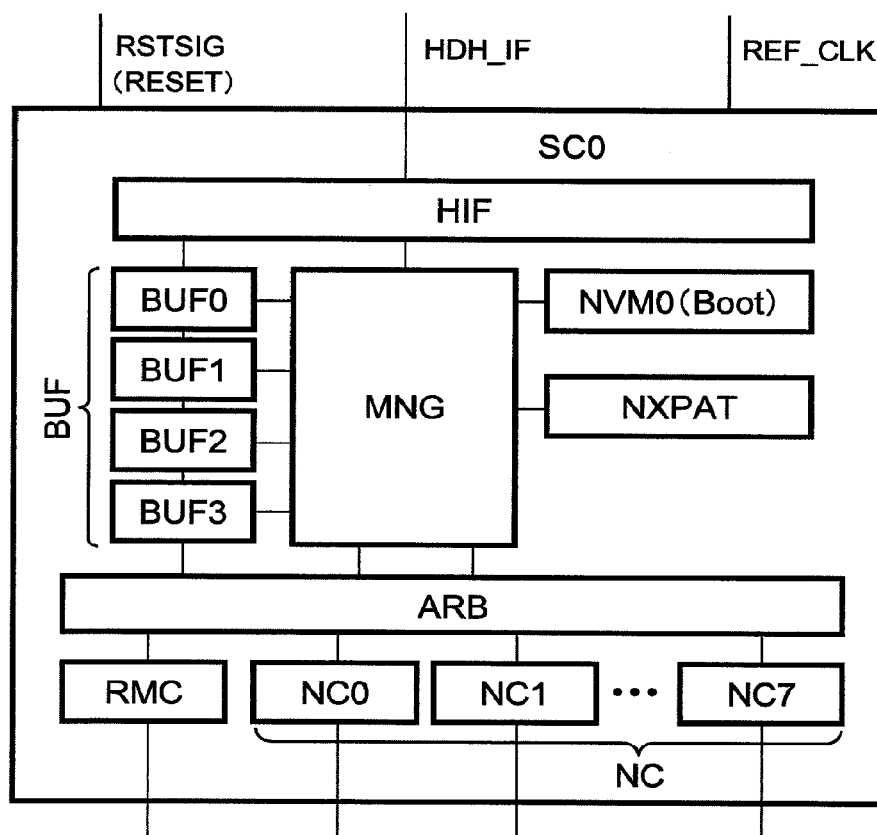 RSTSIG
(RESET)
HDH_IF
REF_CLK
SC0
HIF
BUF
BUF0
BUF1
BUF2
BUF3
MNG
NVM0(Boot)
NXPAT
ARB
RMC
NC0
NC1
•••
NC7
NC